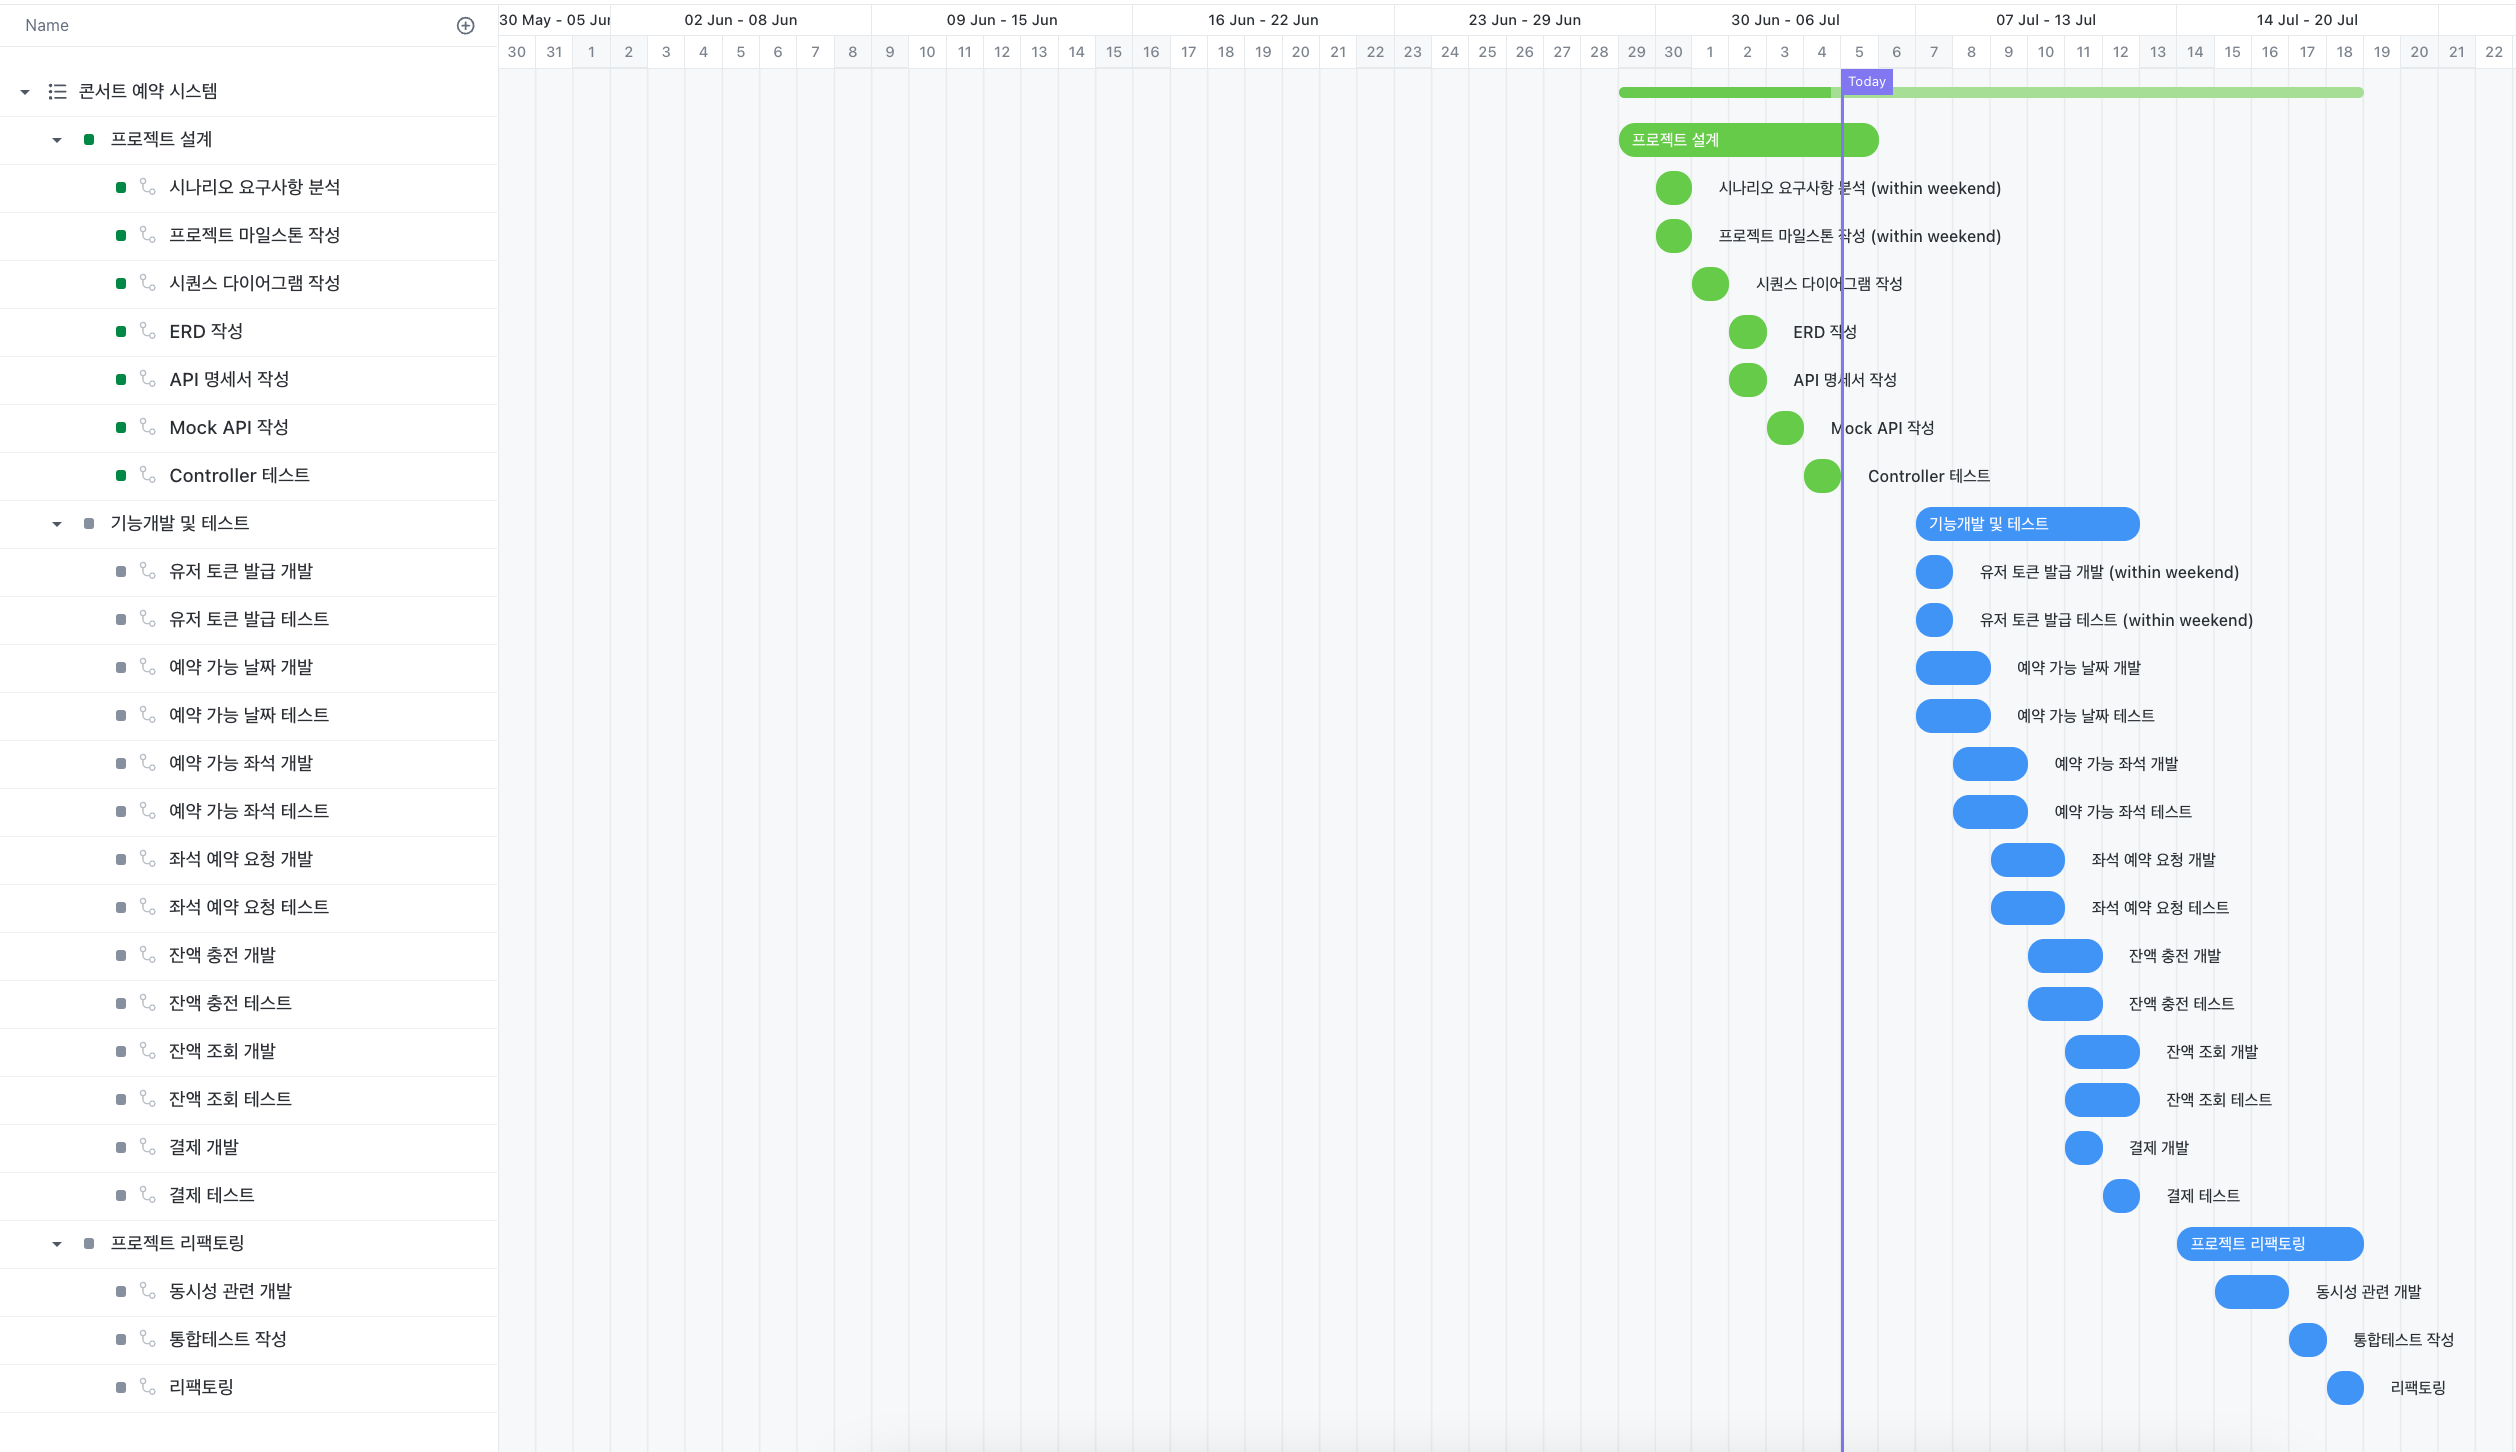 Name
30 May - 05 Jun 02 Jun - 08 Jun 09 Jun - 15 Jun 16 Jun - 22 Jun 23 Jun - 29 Jun 30 Jun - 06 Jul 07 Jul - 13 Jul 14 Jul - 20 Jul
30 31 1 2 3 4 5 6 7 8 9 10 11 12 13 14 15 16 17 18 19 20 21 22 23 24 25 26 27 28 29 30 1 2 3 4 5 6 7 8 9 10 11 12 13 14 15 16 17 18 19 20 21 22
Today
콘서트 예약 시스템
프로젝트 설계 프로젝트 설계
시나리오 요구사항 분석 시나리오 요구사항 분석 (within weekend)
프로젝트 마일스톤 작성 프로젝트 마일스톤 작성 (within weekend)
시퀀스 다이어그램 작성 시퀀스 다이어그램 작성
ERD 작성 ERD 작성
API 명세서 작성 API 명세서 작성
Mock API 작성 Mock API 작성
Controller 테스트 Controller 테스트
기능개발 및 테스트 기능개발 및 테스트
유저 토큰 발급 개발 유저 토큰 발급 개발 (within weekend)
유저 토큰 발급 테스트 유저 토큰 발급 테스트 (within weekend)
예약 가능 날짜 개발 예약 가능 날짜 개발
예약 가능 날짜 테스트 예약 가능 날짜 테스트
예약 가능 좌석 개발 예약 가능 좌석 개발
예약 가능 좌석 테스트 예약 가능 좌석 테스트
좌석 예약 요청 개발 좌석 예약 요청 개발
좌석 예약 요청 테스트 좌석 예약 요청 테스트
잔액 충전 개발 잔액 충전 개발
잔액 충전 테스트 잔액 충전 테스트
잔액 조회 개발 잔액 조회 개발
잔액 조회 테스트 잔액 조회 테스트
결제 개발 결제 개발
결제 테스트 결제 테스트
프로젝트 리팩토링 프로젝트 리팩토링
동시성 관련 개발 동시성 관련 개발
통합테스트 작성 통합테스트 작성
리팩토링 리팩토링